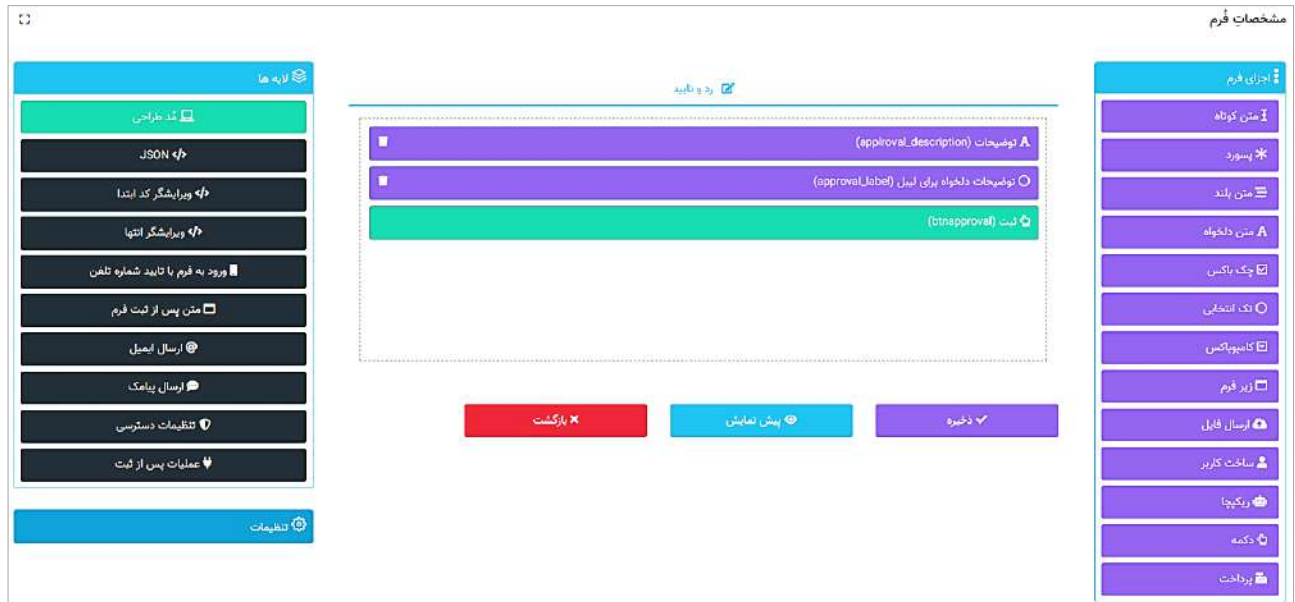 مشخصاتِ فُرم
اجزای فرم
متن کوتاه
پسورد
متن بلند
متن دلخواه
چک باکس
تک انتخابی
کامبوباکس
زیر فرم
ارسال فایل
ساخت کاربر
ریکپچا
دکمه
پرداخت
رد و تایید
توضیحات (applroval_description)
توضیحات دلخواه برای لیبل (approval_label)
ثبت (btnapproval)
ذخیره
پیش نمایش
بازگشت
لایه ها
مُد طراحی
JSON
ویرایشگر کد ابتدا
ویرایشگر انتها
ورود به فرم با تایید شماره تلفن
متن پس از ثبت فرم
ارسال ایمیل
ارسال پیامک
تنظیمات دسترسی
عملیات پس از ثبت
تنظیمات